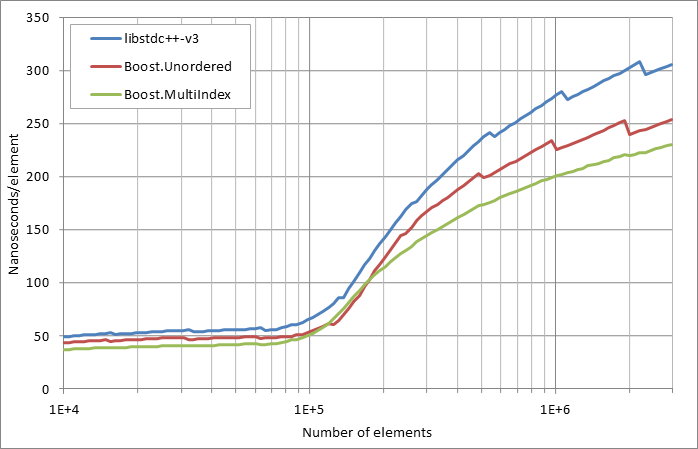 350
300
250
200
150
100
50
0
Nanoseconds/element
libstdc++-v3
Boost.Unordered
Boost.MultiIndex
1E+4
1E+5
1E+6
Number of elements